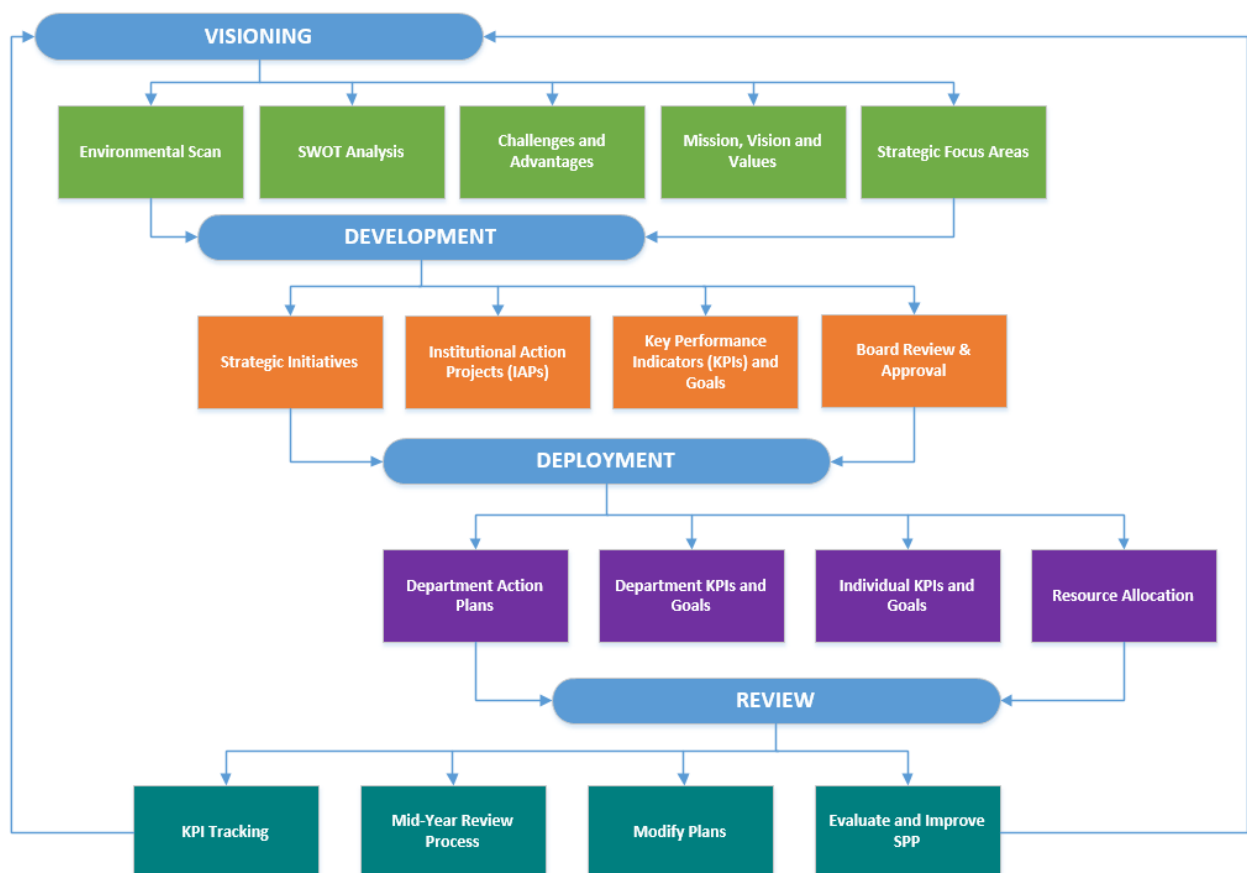 VISIONING
Environmental Scan
SWOT Analysis
Challenges and
Advantages
Mission, Vision and
Values
Strategic Focus Areas
DEVELOPMENT
Strategic Initiatives
Institutional Action
Projects (IAPs)
Key Performance
Indicators (KPIs) and
Goals
Board Review &
Approval
DEPLOYMENT
Department Action
Plans
Department KPIs and
Goals
Individual KPIs and
Goals
Resource Allocation
REVIEW
KPI Tracking
Mid-Year Review
Process
Modify Plans
Evaluate and Improve
SPP